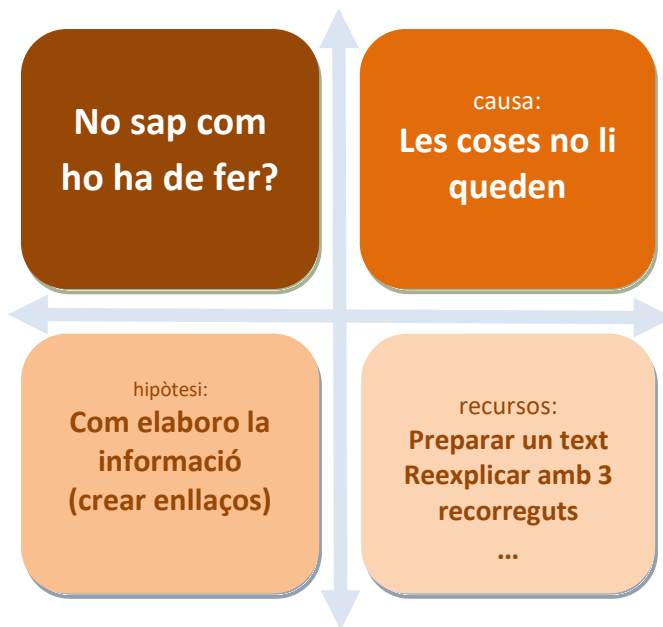 No sap com
ho ha de fer?
causa:
Les coses no li
queden
hipòtesi:
Com elaboro la
informació
(crear enllaços)
recursos:
Preparar un text
Reexplicar amb 3
recorreguts
...